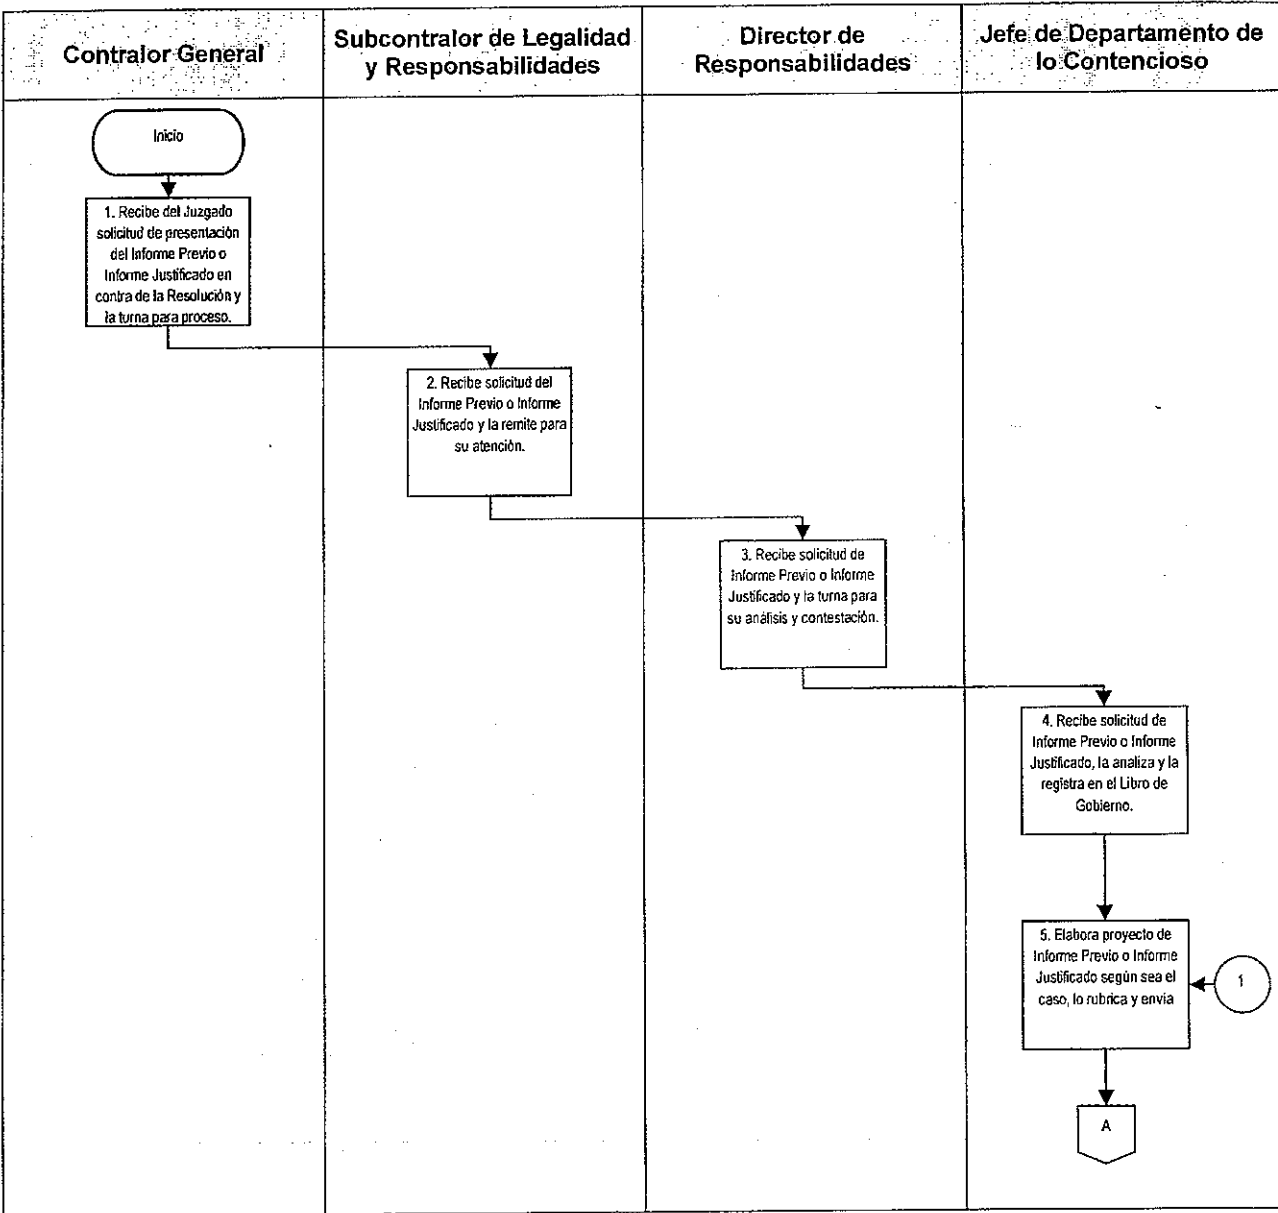 Contralor General
Subcontralor de Legalidad
y Responsabilidades
Director de
Responsabilidades
Jefe de Departamento de
lo Contencioso
Inicio
1. Recibe del Juzgado
solicitud de presentación
del Informe Previo o
Informe Justificado en
contra de la Resolución y
la turna para proceso.
2. Recibe solicitud del
Informe Previo o Informe
Justificado y la remite para
su atención.
3. Recibe solicitud de
Informe Previo o Informe
Justificado y la turna para
su análisis y contestación.
4. Recibe solicitud de
Informe Previo o Informe
Justificado, la analiza y la
registra en el Libro de
Gobierno.
5. Elabora proyecto de
Informe Previo o Informe
Justificado según sea el
caso, lo rubrica y envia
1
A